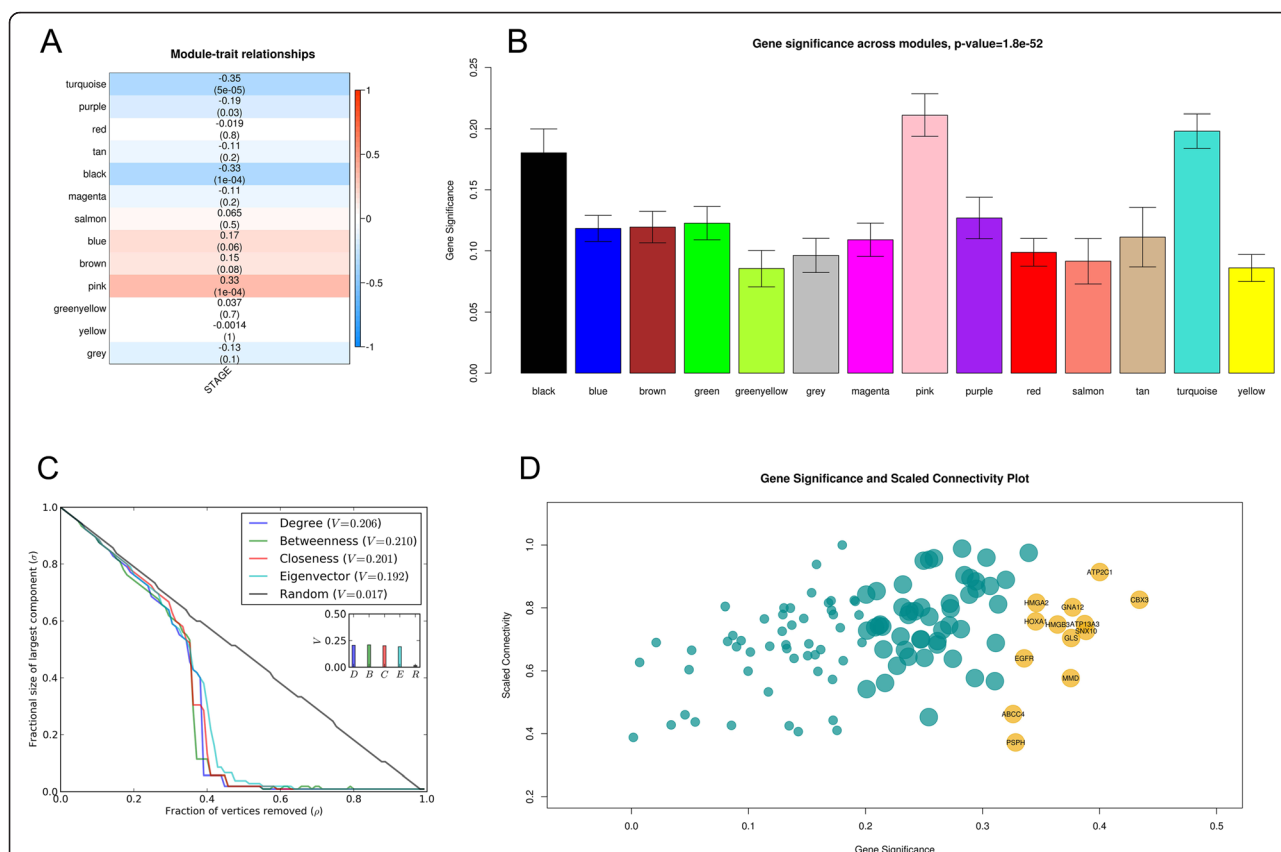 A
Module-trait relationships
turquoise
-0.35
(5e-05)
purple
-0.19
(0.03)
red
-0.019
(0.8)
tan
-0.11
(0.2)
black
-0.33
(1e-04)
magenta
-0.11
(0.2)
salmon
0.065
(0.5)
blue
0.17
(0.06)
brown
0.15
(0.08)
pink
0.33
(1e-04)
greenyellow
0.037
(0.7)
yellow
-0.0014
(1)
grey
-0.13
(0.1)
STAGE
1
0.5
0
-0.5
-1
B
Gene significance across modules, p-value=1.8e-52
Gene Significance
0.25
0.20
0.15
0.10
0.05
0.00
black blue brown green greenyellow grey magenta pink purple red salmon tan turquoise yellow
C
Fractional size of largest component (σ)
1.0
0.8
0.6
0.4
0.2
0.0
0.0 0.2 0.4 0.6 0.8 1.0
Fraction of vertices removed (ρ)
Degree (V=0.206)
Betweenness (V=0.210)
Closeness (V=0.201)
Eigenvector (V=0.192)
Random (V=0.017)
V
0.50
0.25
0.00
D B C E R
D
Gene Significance and Scaled Connectivity Plot
Scaled Connectivity
1.0
0.8
0.6
0.4
0.2
ATP2C1
CBX3
HMGA2
GNA12
HOXA1
HMGB3
ATP13A3
SNX10
GLS
EGFR
MMD
ABCC4
PSPH
0.0 0.1 0.2 0.3 0.4 0.5
Gene Significance